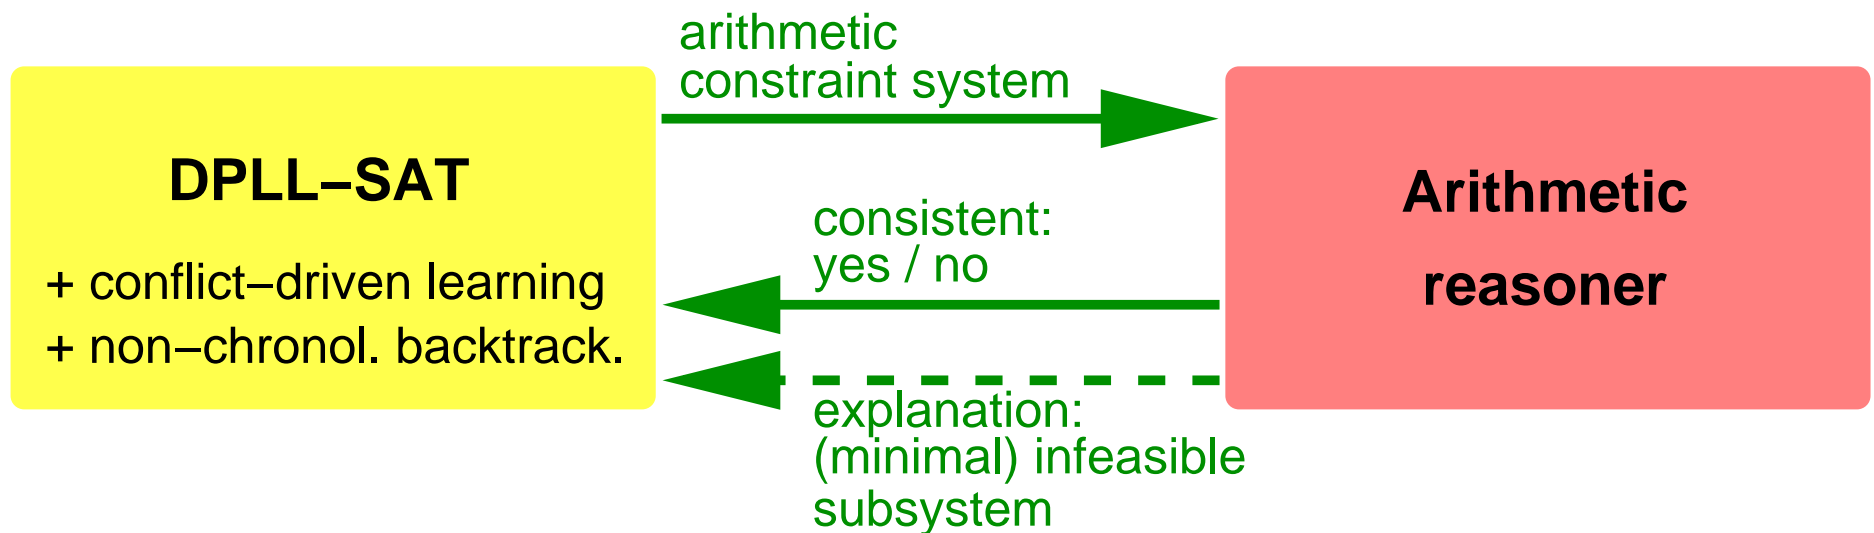 arithmetic
constraint system
DPLL–SAT
+ conflict–driven learning
+ non–chronol. backtrack.
consistent:
yes / no
explanation:
(minimal) infeasible
subsystem
Arithmetic
reasoner